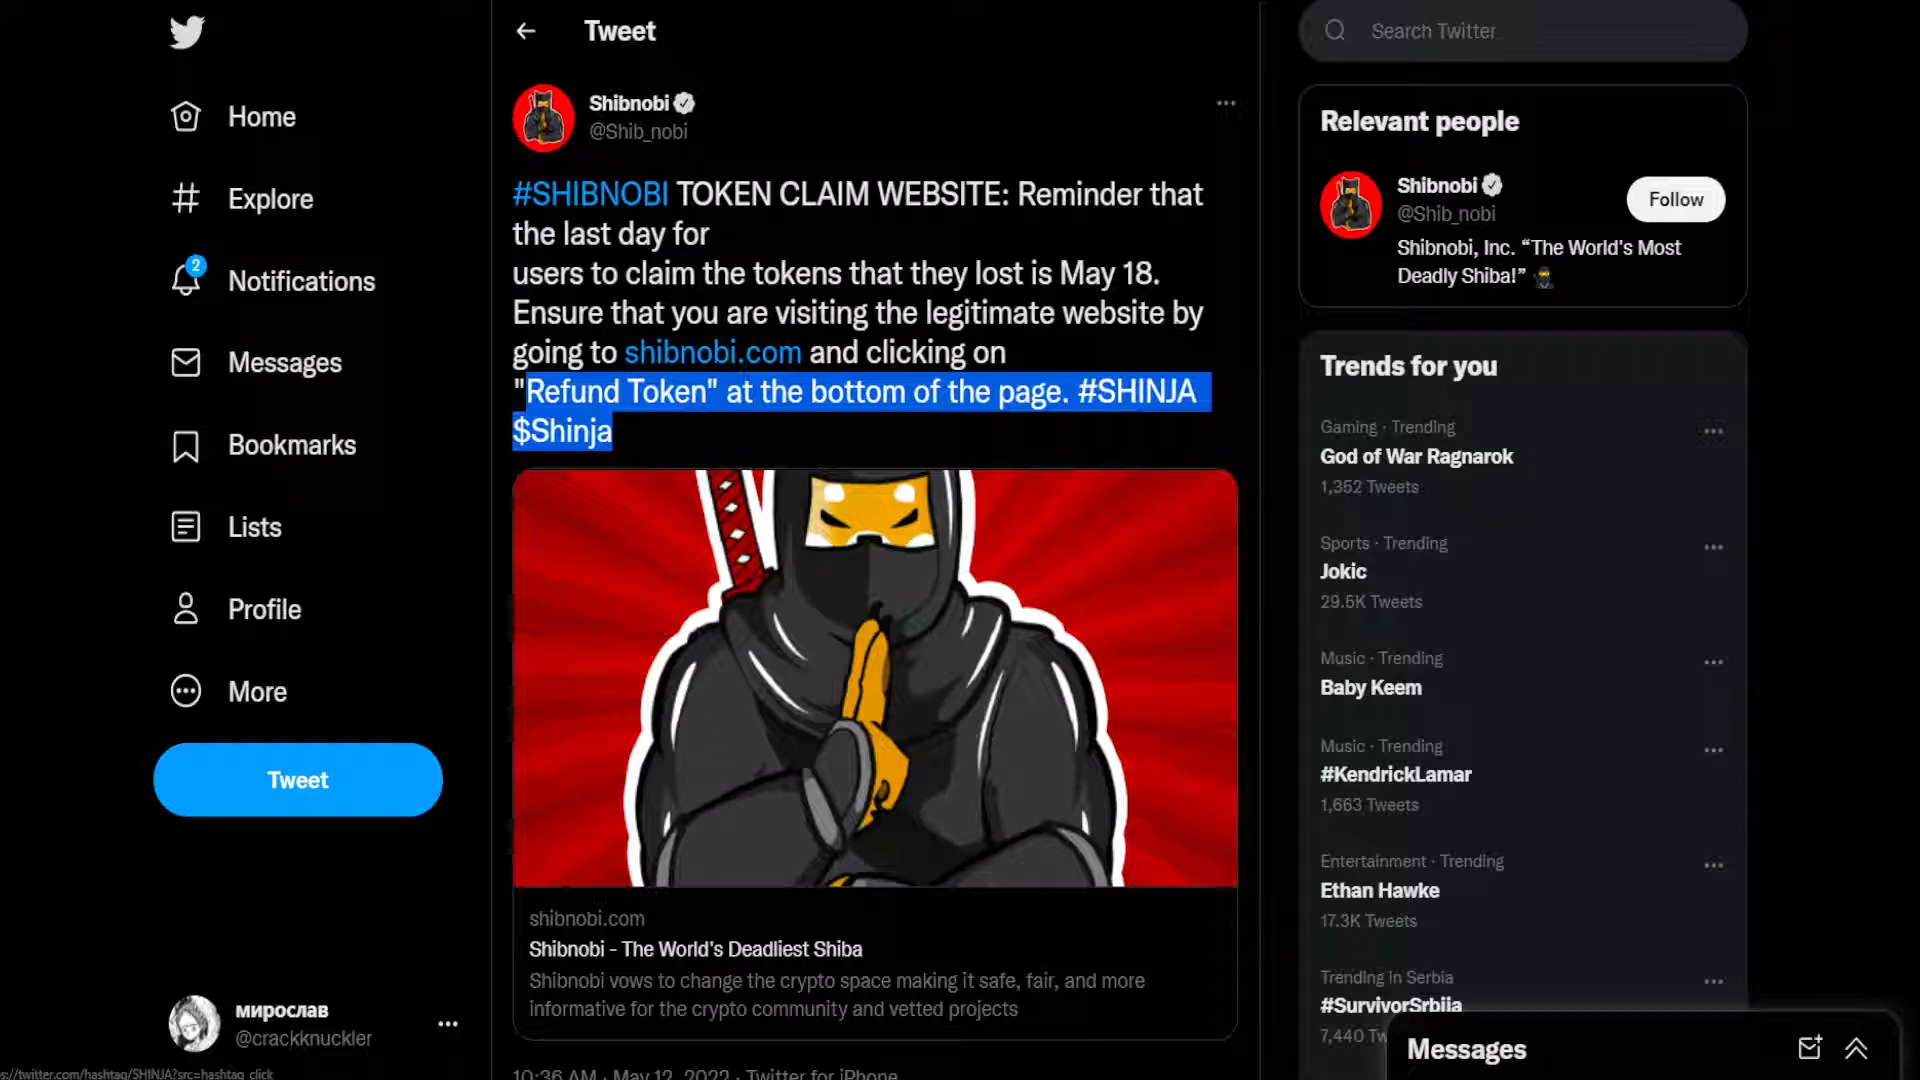 Home
Explore
2
Notifications
Messages
Bookmarks
Lists
Profile
More
Tweet
мирослав
@crackknuckler
s://twitter.com/hashtag/SHINJA?src=hashtag_click
Tweet
Shibnobi
@Shib_nobi
#SHIBNOBI TOKEN CLAIM WEBSITE: Reminder that
the last day for
users to claim the tokens that they lost is May 18.
Ensure that you are visiting the legitimate website by
going to shibnobi.com and clicking on
"Refund Token" at the bottom of the page. #SHINJA
$Shinja
shibnobi.com
Shibnobi - The World's Deadliest Shiba
Shibnobi vows to change the crypto space making it safe, fair, and more
informative for the crypto community and vetted projects
10:36 AM · May 12, 2022 · Twitter for iPhone
Search Twitter
Relevant people
Shibnobi
@Shib_nobi
Follow
Shibnobi, Inc. “The World's Most
Deadly Shiba!”
Trends for you
Gaming · Trending
God of War Ragnarok
1,352 Tweets
Sports · Trending
Jokic
29.5K Tweets
Music · Trending
Baby Keem
Music · Trending
#KendrickLamar
1,663 Tweets
Entertainment · Trending
Ethan Hawke
17.3K Tweets
Trending in Serbia
#SurvivorSrbija
7,440 Tw
Messages